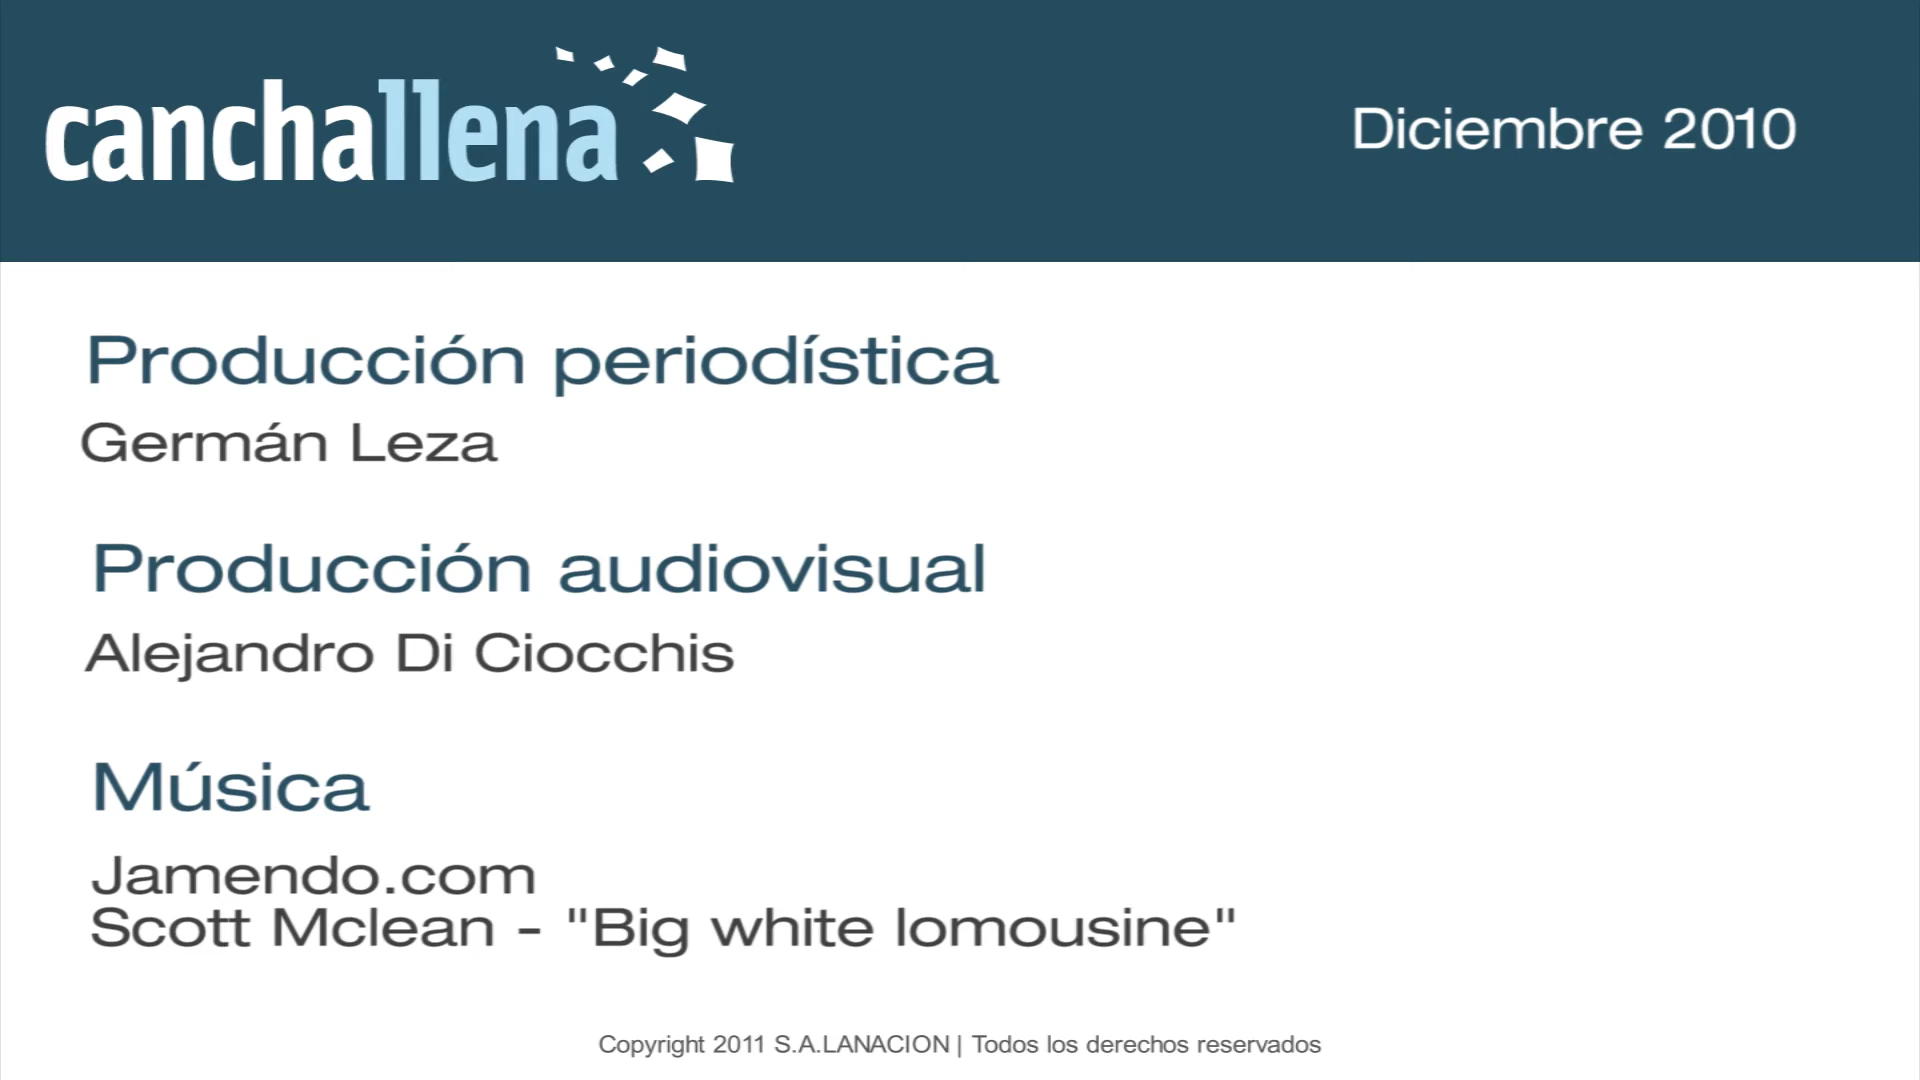 canchallena
Diciembre 2010
Producción periodística
Germán Leza
Producción audiovisual
Alejandro Di Ciocchis
Música
Jamendo.com
Scott Mclean - "Big white lomousine"
Copyright 2011 S.A.LANACION | Todos los derechos reservados